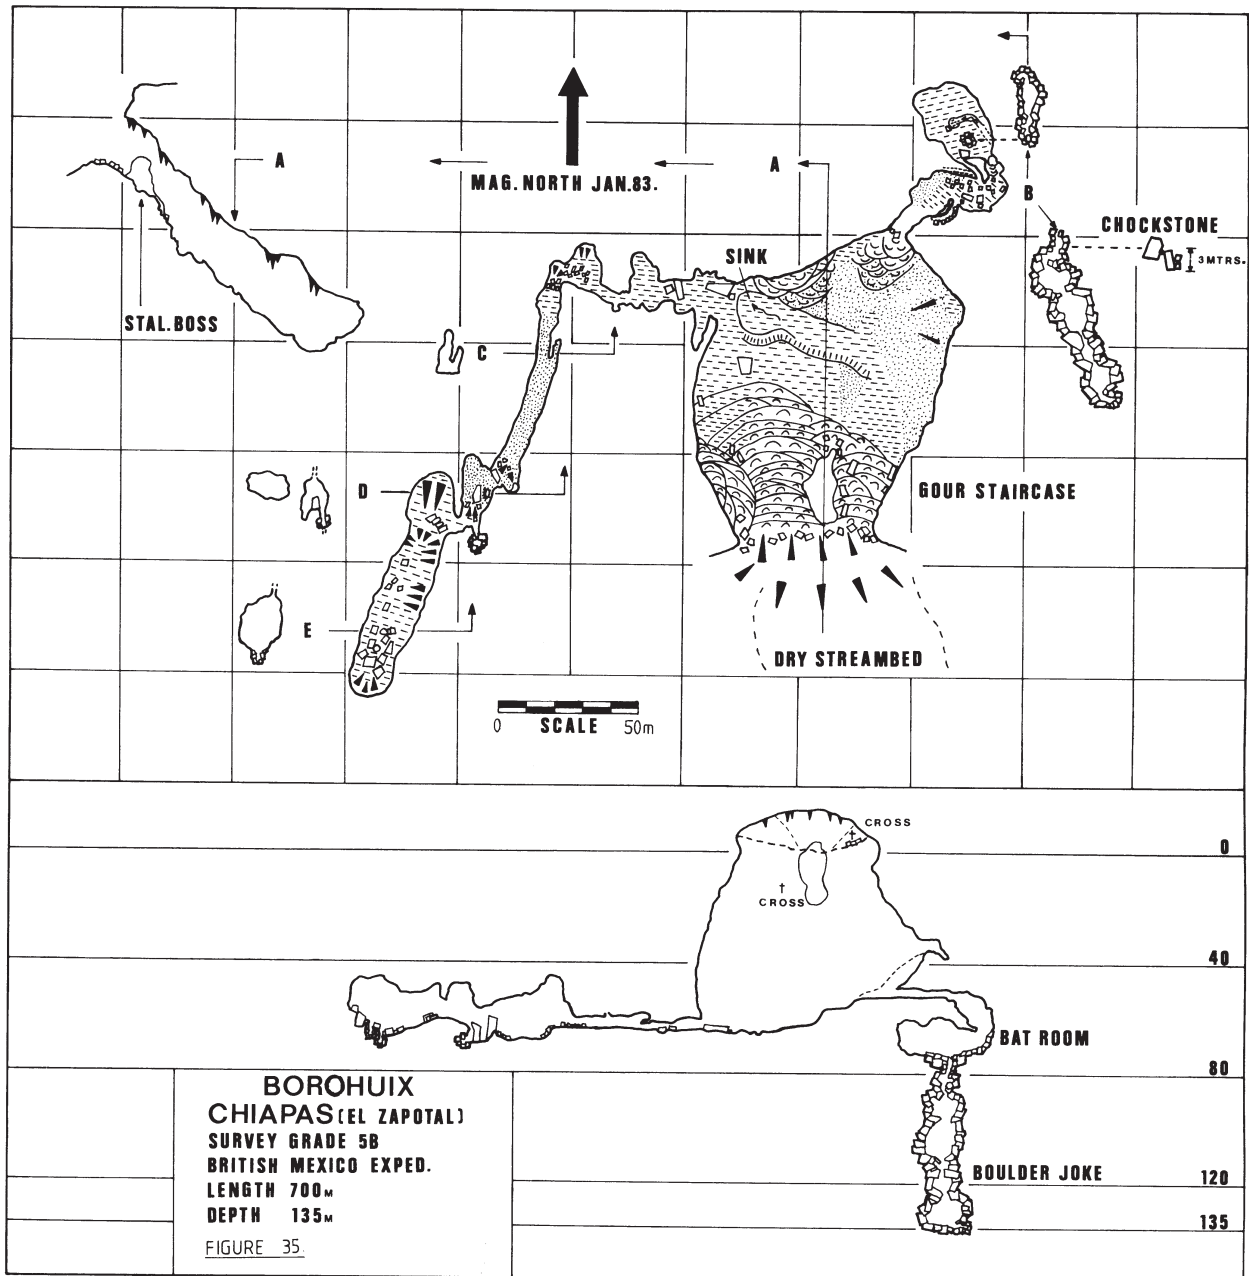 A
MAG. NORTH JAN.83.
A
B
CHOCKSTONE
3 MTRS.
SINK
STAL. BOSS
C
D
GOUR STAIRCASE
E
DRY STREAMBED
0 SCALE 50m
CROSS
0
† CROSS
40
BAT ROOM
80
BOULDER JOKE
120
135
BOROHUIX
CHIAPAS (EL ZAPOTAL)
SURVEY GRADE 5B
BRITISH MEXICO EXPED.
LENGTH 700M
DEPTH 135M
FIGURE 35.